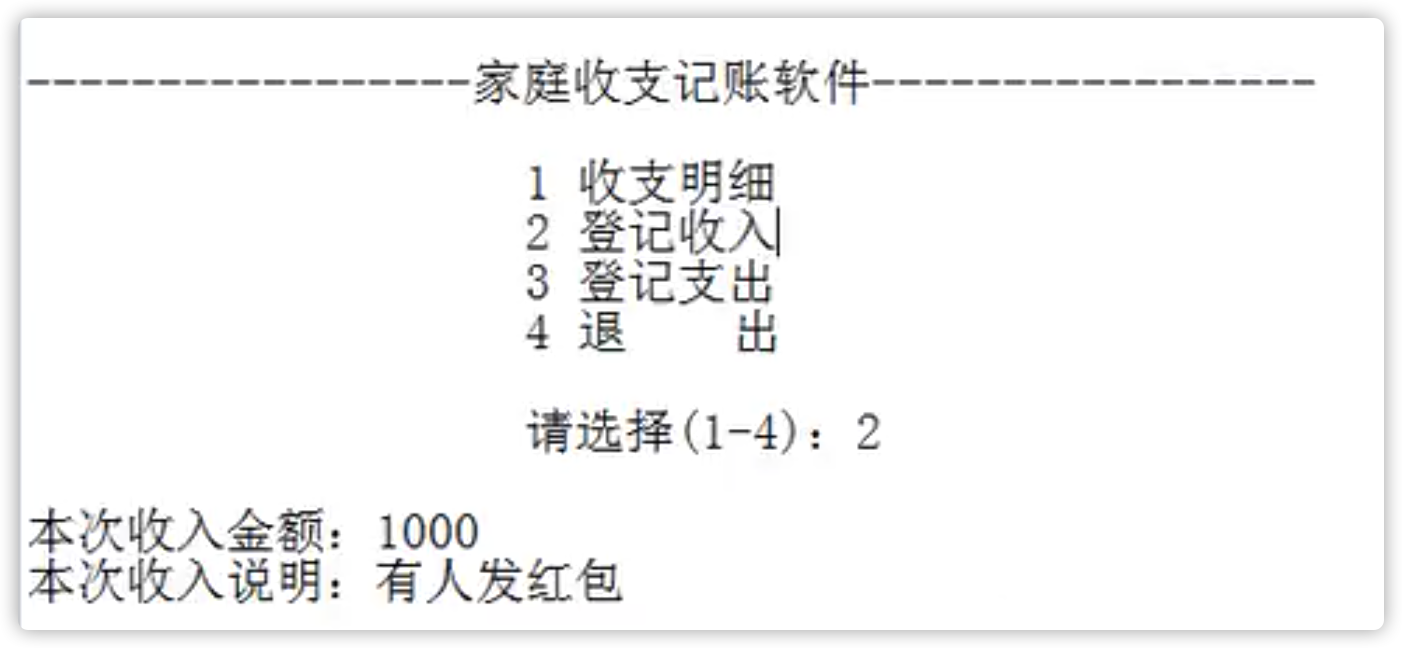 -----------------家庭收支记账软件-----------------
1 收支明细
2 登记收入
3 登记支出
4 退　　出
请选择(1-4)：2
本次收入金额：1000
本次收入说明：有人发红包